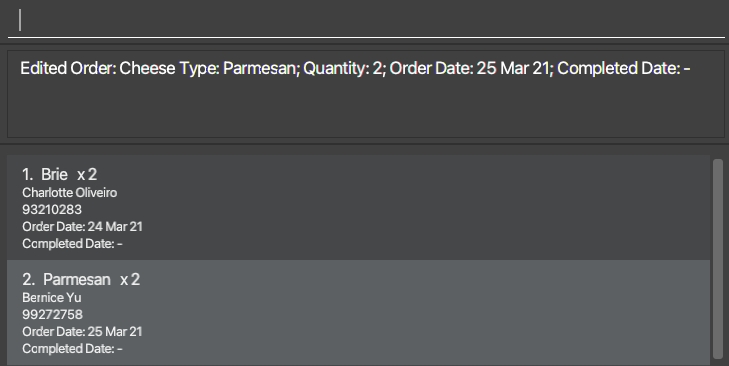 Edited Order: Cheese Type: Parmesan; Quantity: 2; Order Date: 25 Mar 21; Completed Date: -
1. Brie x 2
Charlotte Oliveiro
93210283
Order Date: 24 Mar 21
Completed Date: -
2. Parmesan x 2
Bernice Yu
99272758
Order Date: 25 Mar 21
Completed Date: -